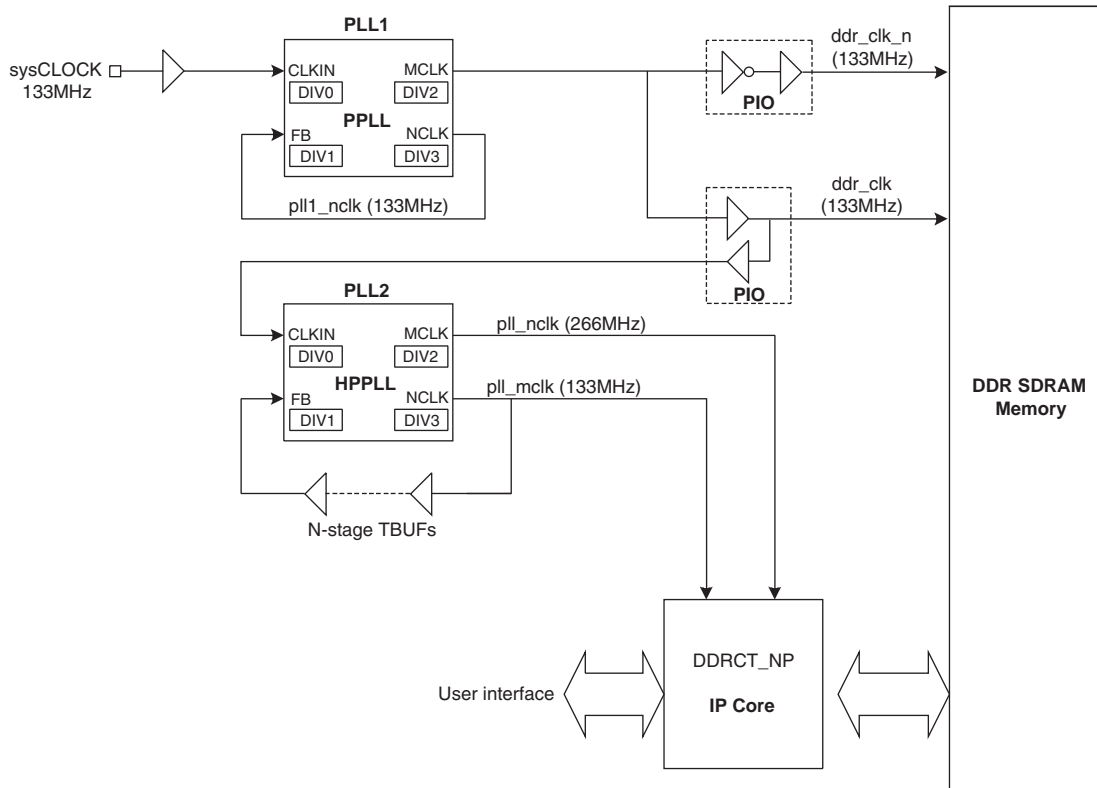 PLL1
sysCLOCK
133MHz
CLKIN
MCLK
DIV0
DIV2
PPLL
FB
NCLK
DIV1
DIV3
pll1_nclk (133MHz)
PIO
ddr_clk_n
(133MHz)
ddr_clk
(133MHz)
PIO
PLL2
CLKIN
MCLK
DIV0
DIV2
HPPLL
FB
NCLK
DIV1
DIV3
pll_nclk (266MHz)
pll_mclk (133MHz)
N-stage TBUFs
DDR SDRAM
Memory
User interface
DDRCT_NP
IP Core